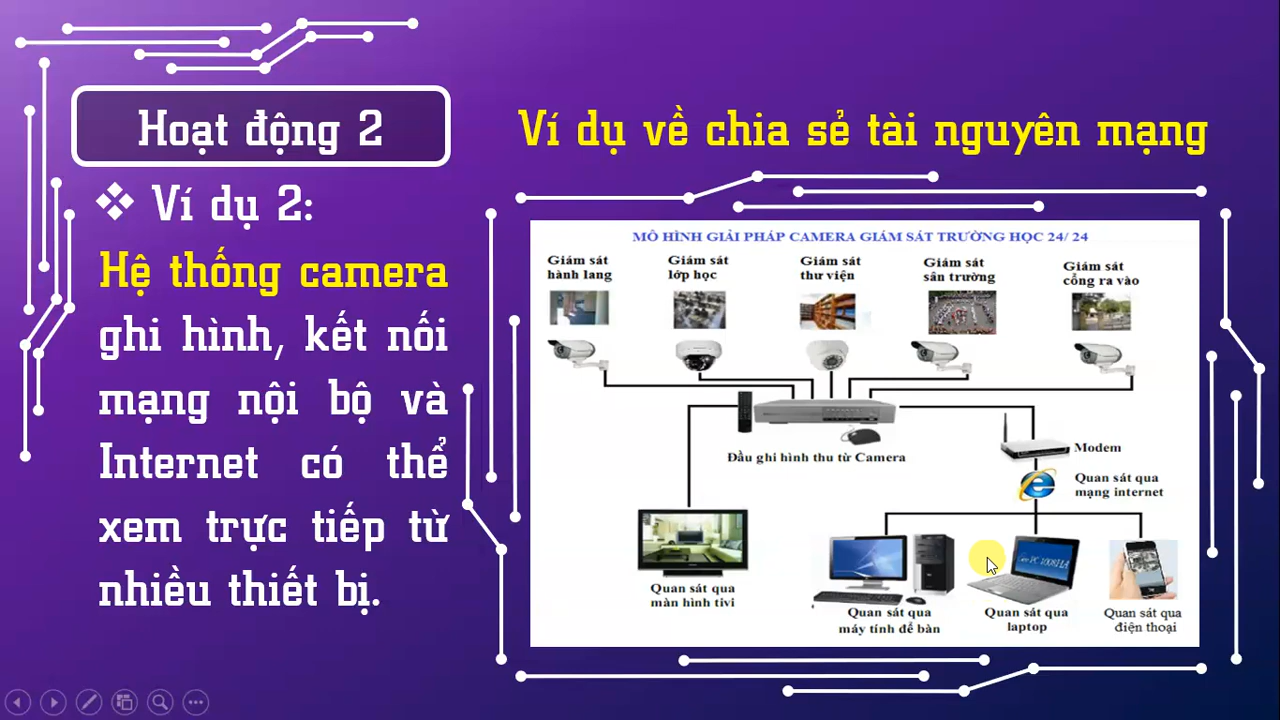 Hoạt động 2
Ví dụ về chia sẻ tài nguyên mạng
Ví dụ 2:
Hệ thống camera
ghi hình, kết nối
mạng nội bộ và
Internet có thể
xem trực tiếp từ
nhiều thiết bị.
MÔ HÌNH GIẢI PHÁP CAMERA GIÁM SÁT TRƯỜNG HỌC 24/ 24
Giám sát
hành lang
Giám sát
lớp học
Giám sát
thư viện
Giám sát
sân trường
Giám sát
cổng ra vào
Đầu ghi hình thu từ Camera
Modem
Quan sát qua
mạng internet
Quan sát qua
màn hình tivi
Quan sát qua
máy tính để bàn
Quan sát qua
laptop
Quan sát qua
điện thoại